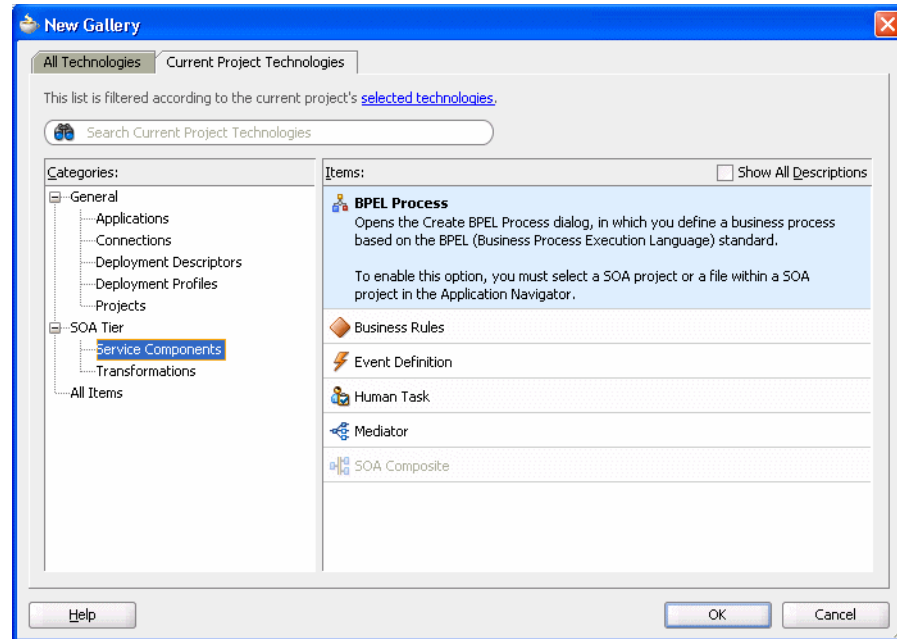 New Gallery
All Technologies
Current Project Technologies
This list is filtered according to the current project's selected technologies.
Search Current Project Technologies
Categories:
General
Applications
Connections
Deployment Descriptors
Deployment Profiles
Projects
SOA Tier
Service Components
Transformations
All Items
Items:
Show All Descriptions
BPEL Process
Opens the Create BPEL Process dialog, in which you define a business process
based on the BPEL (Business Process Execution Language) standard.
To enable this option, you must select a SOA project or a file within a SOA
project in the Application Navigator.
Business Rules
Event Definition
Human Task
Mediator
SOA Composite
Help
OK
Cancel